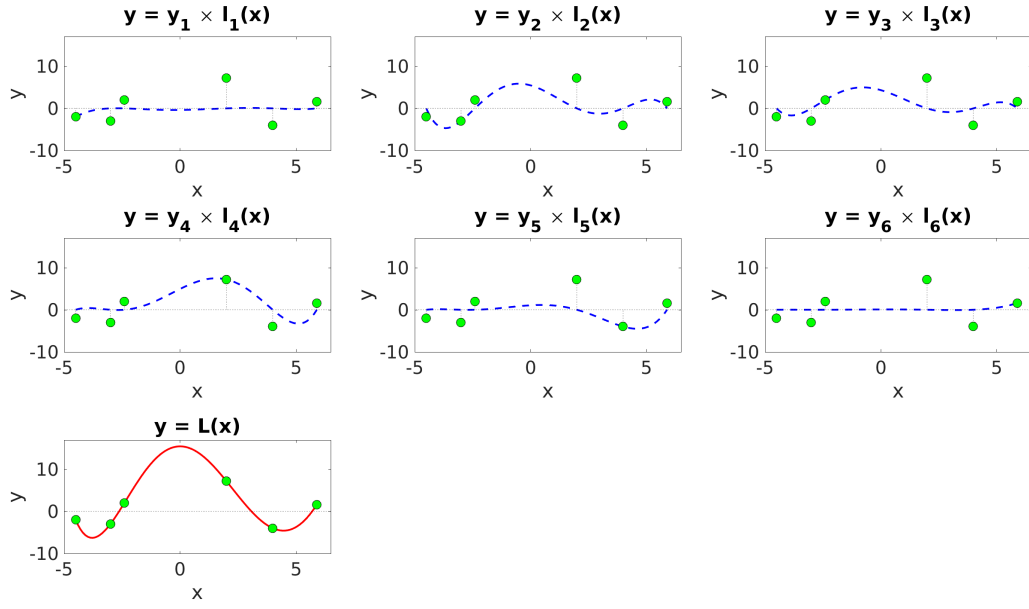 y = y₁ × l₁(x)
y = y₂ × l₂(x)
y = y₃ × l₃(x)
10
0
-10
y
-5
0
5
x
10
0
-10
y
-5
0
5
x
10
0
-10
y
-5
0
5
x
y = y₄ × l₄(x)
y = y₅ × l₅(x)
y = y₆ × l₆(x)
10
0
-10
y
-5
0
5
x
10
0
-10
y
-5
0
5
x
10
0
-10
y
-5
0
5
x
y = L(x)
10
0
-10
y
-5
0
5
x